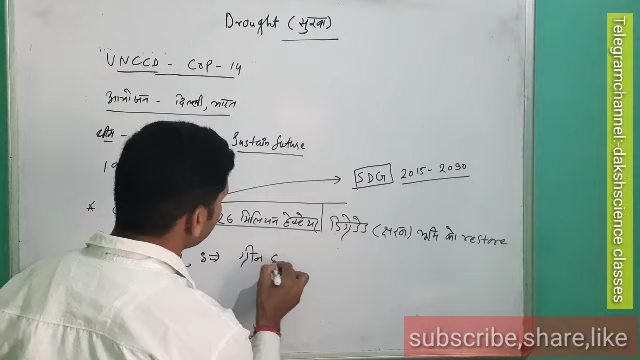 Drought (सुखा)
UNCCD - COP - 14
आयोजन - दिल्ली, भारत
थीम - Sustain future
19
SDG 2015 - 2030
* 26 मिलियन हेक्टेयर डिग्रेडेड (क्षरण) भूमि को restore
ग्रीन
Telegramchannel:-dakshscience classes
subscribe,share,like